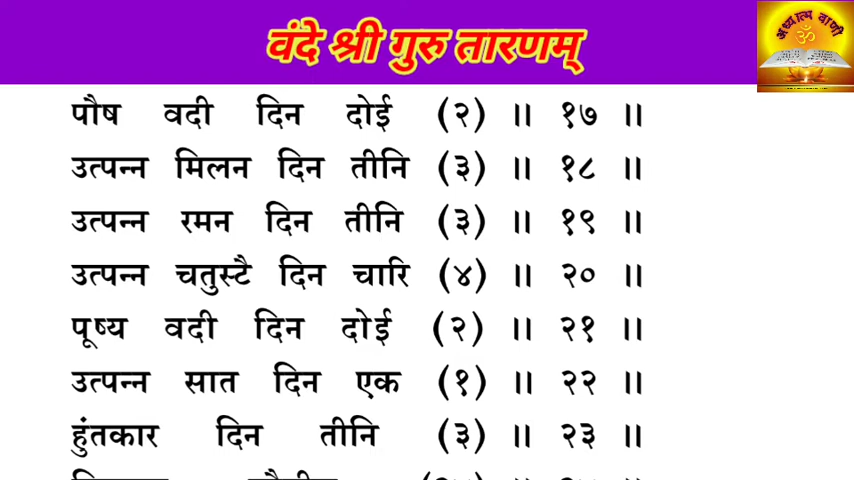 वंदे श्री गुरु तारणम्
अध्यात्म वाणी
पौष वदी दिन दोई (२) ॥ १७ ॥
उत्पन्न मिलन दिन तीनि (३) ॥ १८ ॥
उत्पन्न रमन दिन तीनि (३) ॥ १९ ॥
उत्पन्न चतुस्टै दिन चारि (४) ॥ २० ॥
पूष्य वदी दिन दोई (२) ॥ २१ ॥
उत्पन्न सात दिन एक (१) ॥ २२ ॥
हुंतकार दिन तीनि (३) ॥ २३ ॥